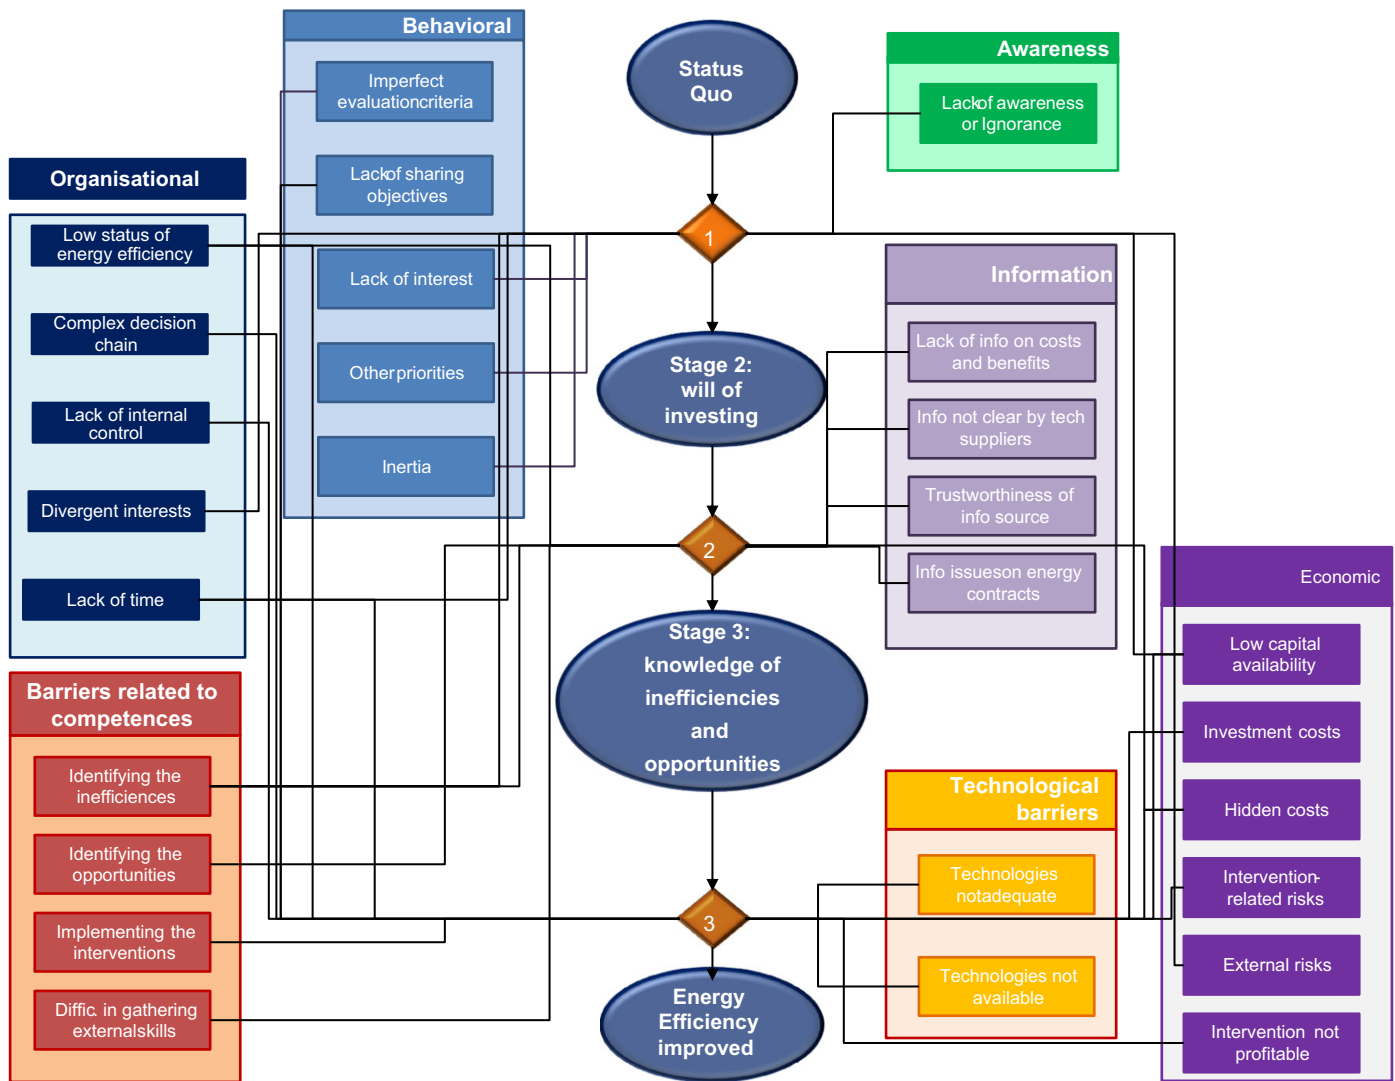 Behavioral
Imperfect
evaluationcriteria
Lackof sharing
objectives
Lack of interest
Otherpriorities
Inertia
Status
Quo
Awareness
Lackof awareness
or Ignorance
Organisational
Low status of
energy efficiency
Complex decision
chain
Lack of internal
control
Divergent interests
Lack of time
1
Stage 2:
will of
investing
Information
Lack of info on costs
and benefits
Info not clear by tech
suppliers
Trustworthiness of
info source
Info issueson energy
contracts
2
Stage 3:
knowledge of
inefficiencies
and
opportunities
Economic
Low capital
availability
Investment costs
Hidden costs
Intervention-
related risks
External risks
Intervention not
profitable
Barriers related to
competences
Identifying the
inefficiences
Identifying the
opportunities
Implementing the
interventions
Diffic. in gathering
externalskills
Technological
barriers
Technologies
notadequate
Technologies not
available
3
Energy
Efficiency
improved